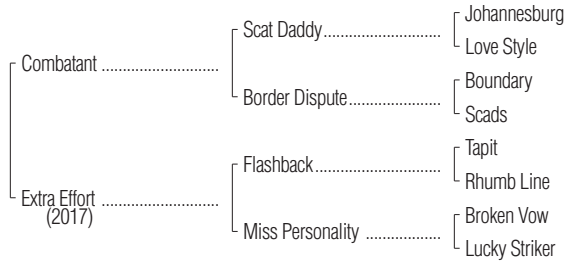 Johannesburg
Scat Daddy
Love Style
Combatant
Boundary
Border Dispute
Scads
Tapit
Flashback
Rhumb Line
Extra Effort
(2017)
Broken Vow
Miss Personality
Lucky Striker